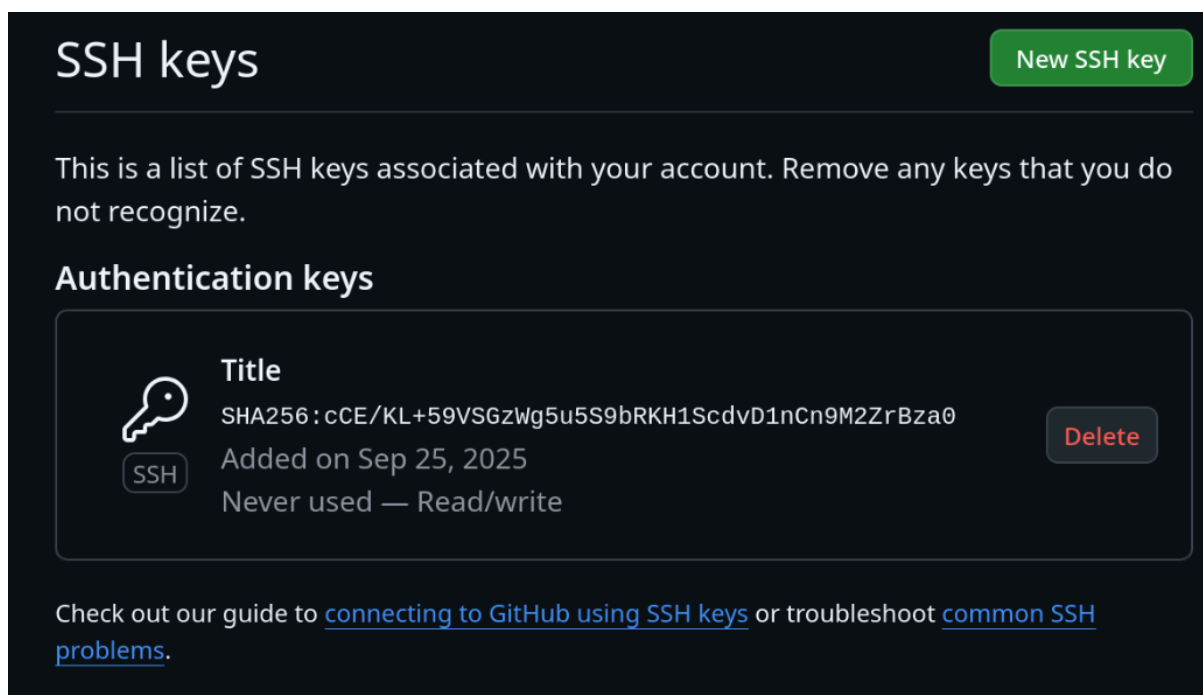 SSH keys
New SSH key
This is a list of SSH keys associated with your account. Remove any keys that you do
not recognize.
Authentication keys
Title
SHA256:cCE/KL+59VSGzWg5u5S9bRKH1ScdvD1nCn9M2ZrBza0
Added on Sep 25, 2025
Never used — Read/write
SSH
Delete
Check out our guide to connecting to GitHub using SSH keys or troubleshoot common SSH
problems.